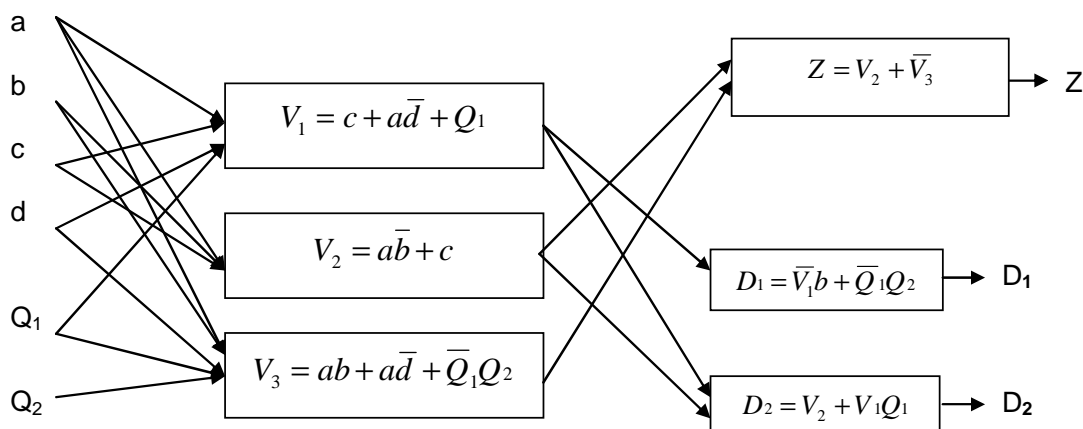 a
b
c
d
Q₁
Q₂
V₁ = c + ad̅ + Q₁
V₂ = ab̅ + c
V₃ = ab + ad̅ + Q̅₁Q₂
Z = V₂ + V̅₃
Z
D₁ = V̅₁b + Q̅₁Q₂
D₁
D₂ = V₂ + V₁Q₁
D₂